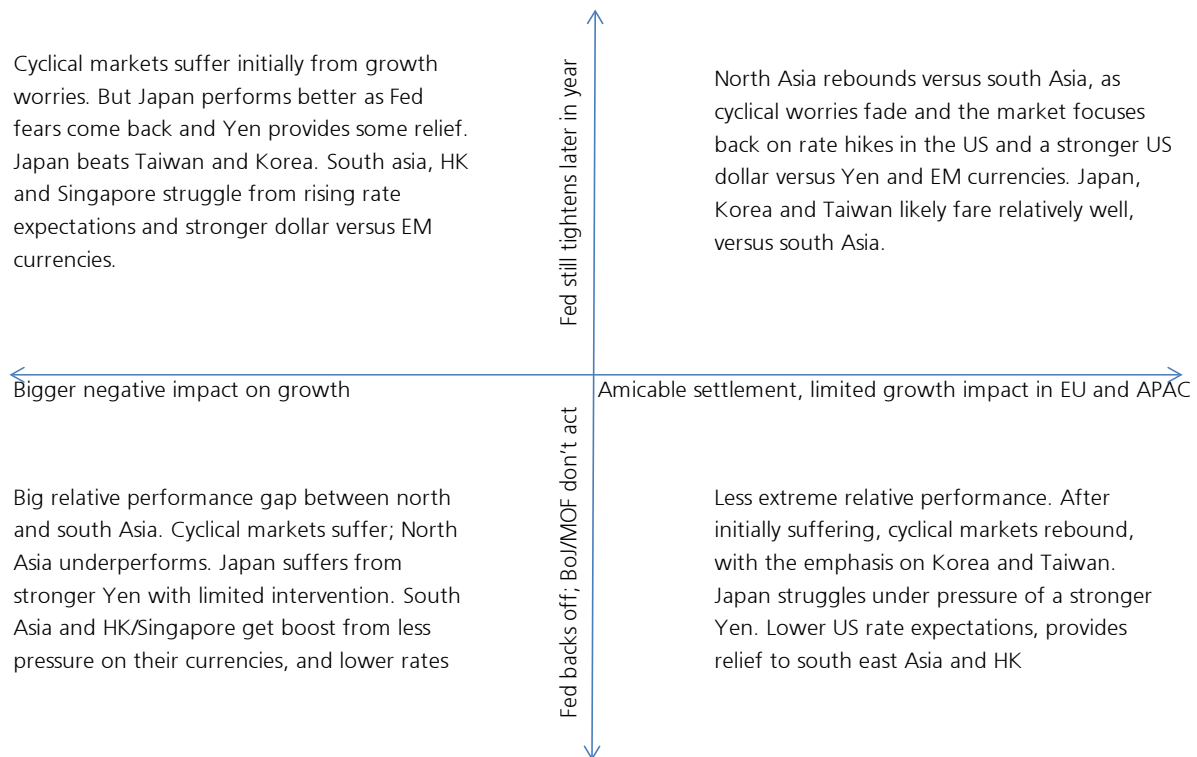 Cyclical markets suffer initially from growth
worries. But Japan performs better as Fed
fears come back and Yen provides some relief.
Japan beats Taiwan and Korea. South asia, HK
and Singapore struggle from rising rate
expectations and stronger dollar versus EM
currencies.
Fed still tightens later in year
North Asia rebounds versus south Asia, as
cyclical worries fade and the market focuses
back on rate hikes in the US and a stronger US
dollar versus Yen and EM currencies. Japan,
Korea and Taiwan likely fare relatively well,
versus south Asia.
Bigger negative impact on growth
Amicable settlement, limited growth impact in EU and APAC
Big relative performance gap between north
and south Asia. Cyclical markets suffer; North
Asia underperforms. Japan suffers from
stronger Yen with limited intervention. South
Asia and HK/Singapore get boost from less
pressure on their currencies, and lower rates
Fed backs off; BoJ/MOF don't act
Less extreme relative performance. After
initially suffering, cyclical markets rebound,
with the emphasis on Korea and Taiwan.
Japan struggles under pressure of a stronger
Yen. Lower US rate expectations, provides
relief to south east Asia and HK